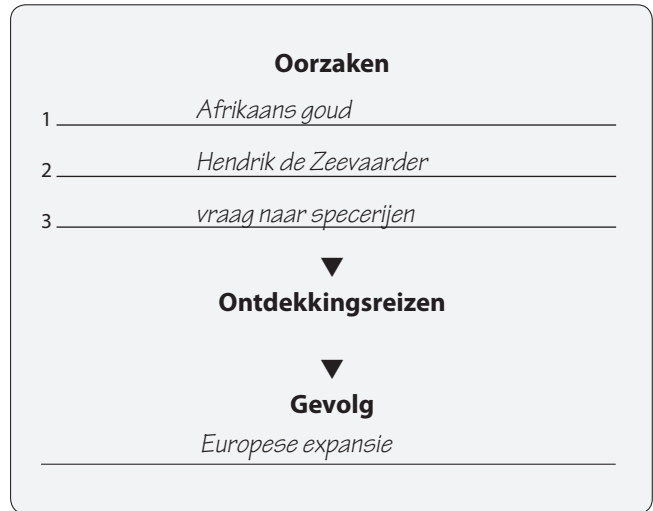 Oorzaken
1 Afrikaans goud
2 Hendrik de Zeevaarder
3 vraag naar specerijen
Ontdekkingsreizen
Gevolg
Europese expansie